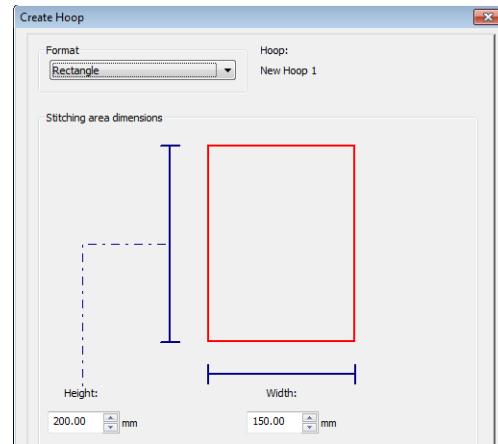 Create Hoop
Format
Hoop:
Rectangle
New Hoop 1
Stitching area dimensions
Height:
Width:
200.00 mm
150.00 mm